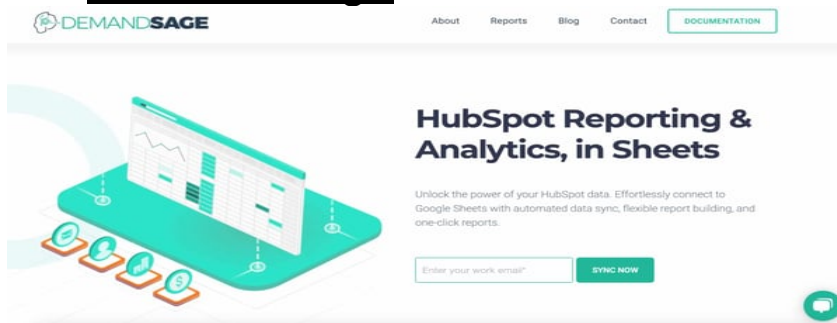 DEMANDSAGE
About Reports Blog Contact DOCUMENTATION
HubSpot Reporting &
Analytics, in Sheets
Unlock the power of your HubSpot data. Effortlessly connect to
Google Sheets with automated data sync, flexible report building, and
one-click reports.
Enter your work email* SYNC NOW